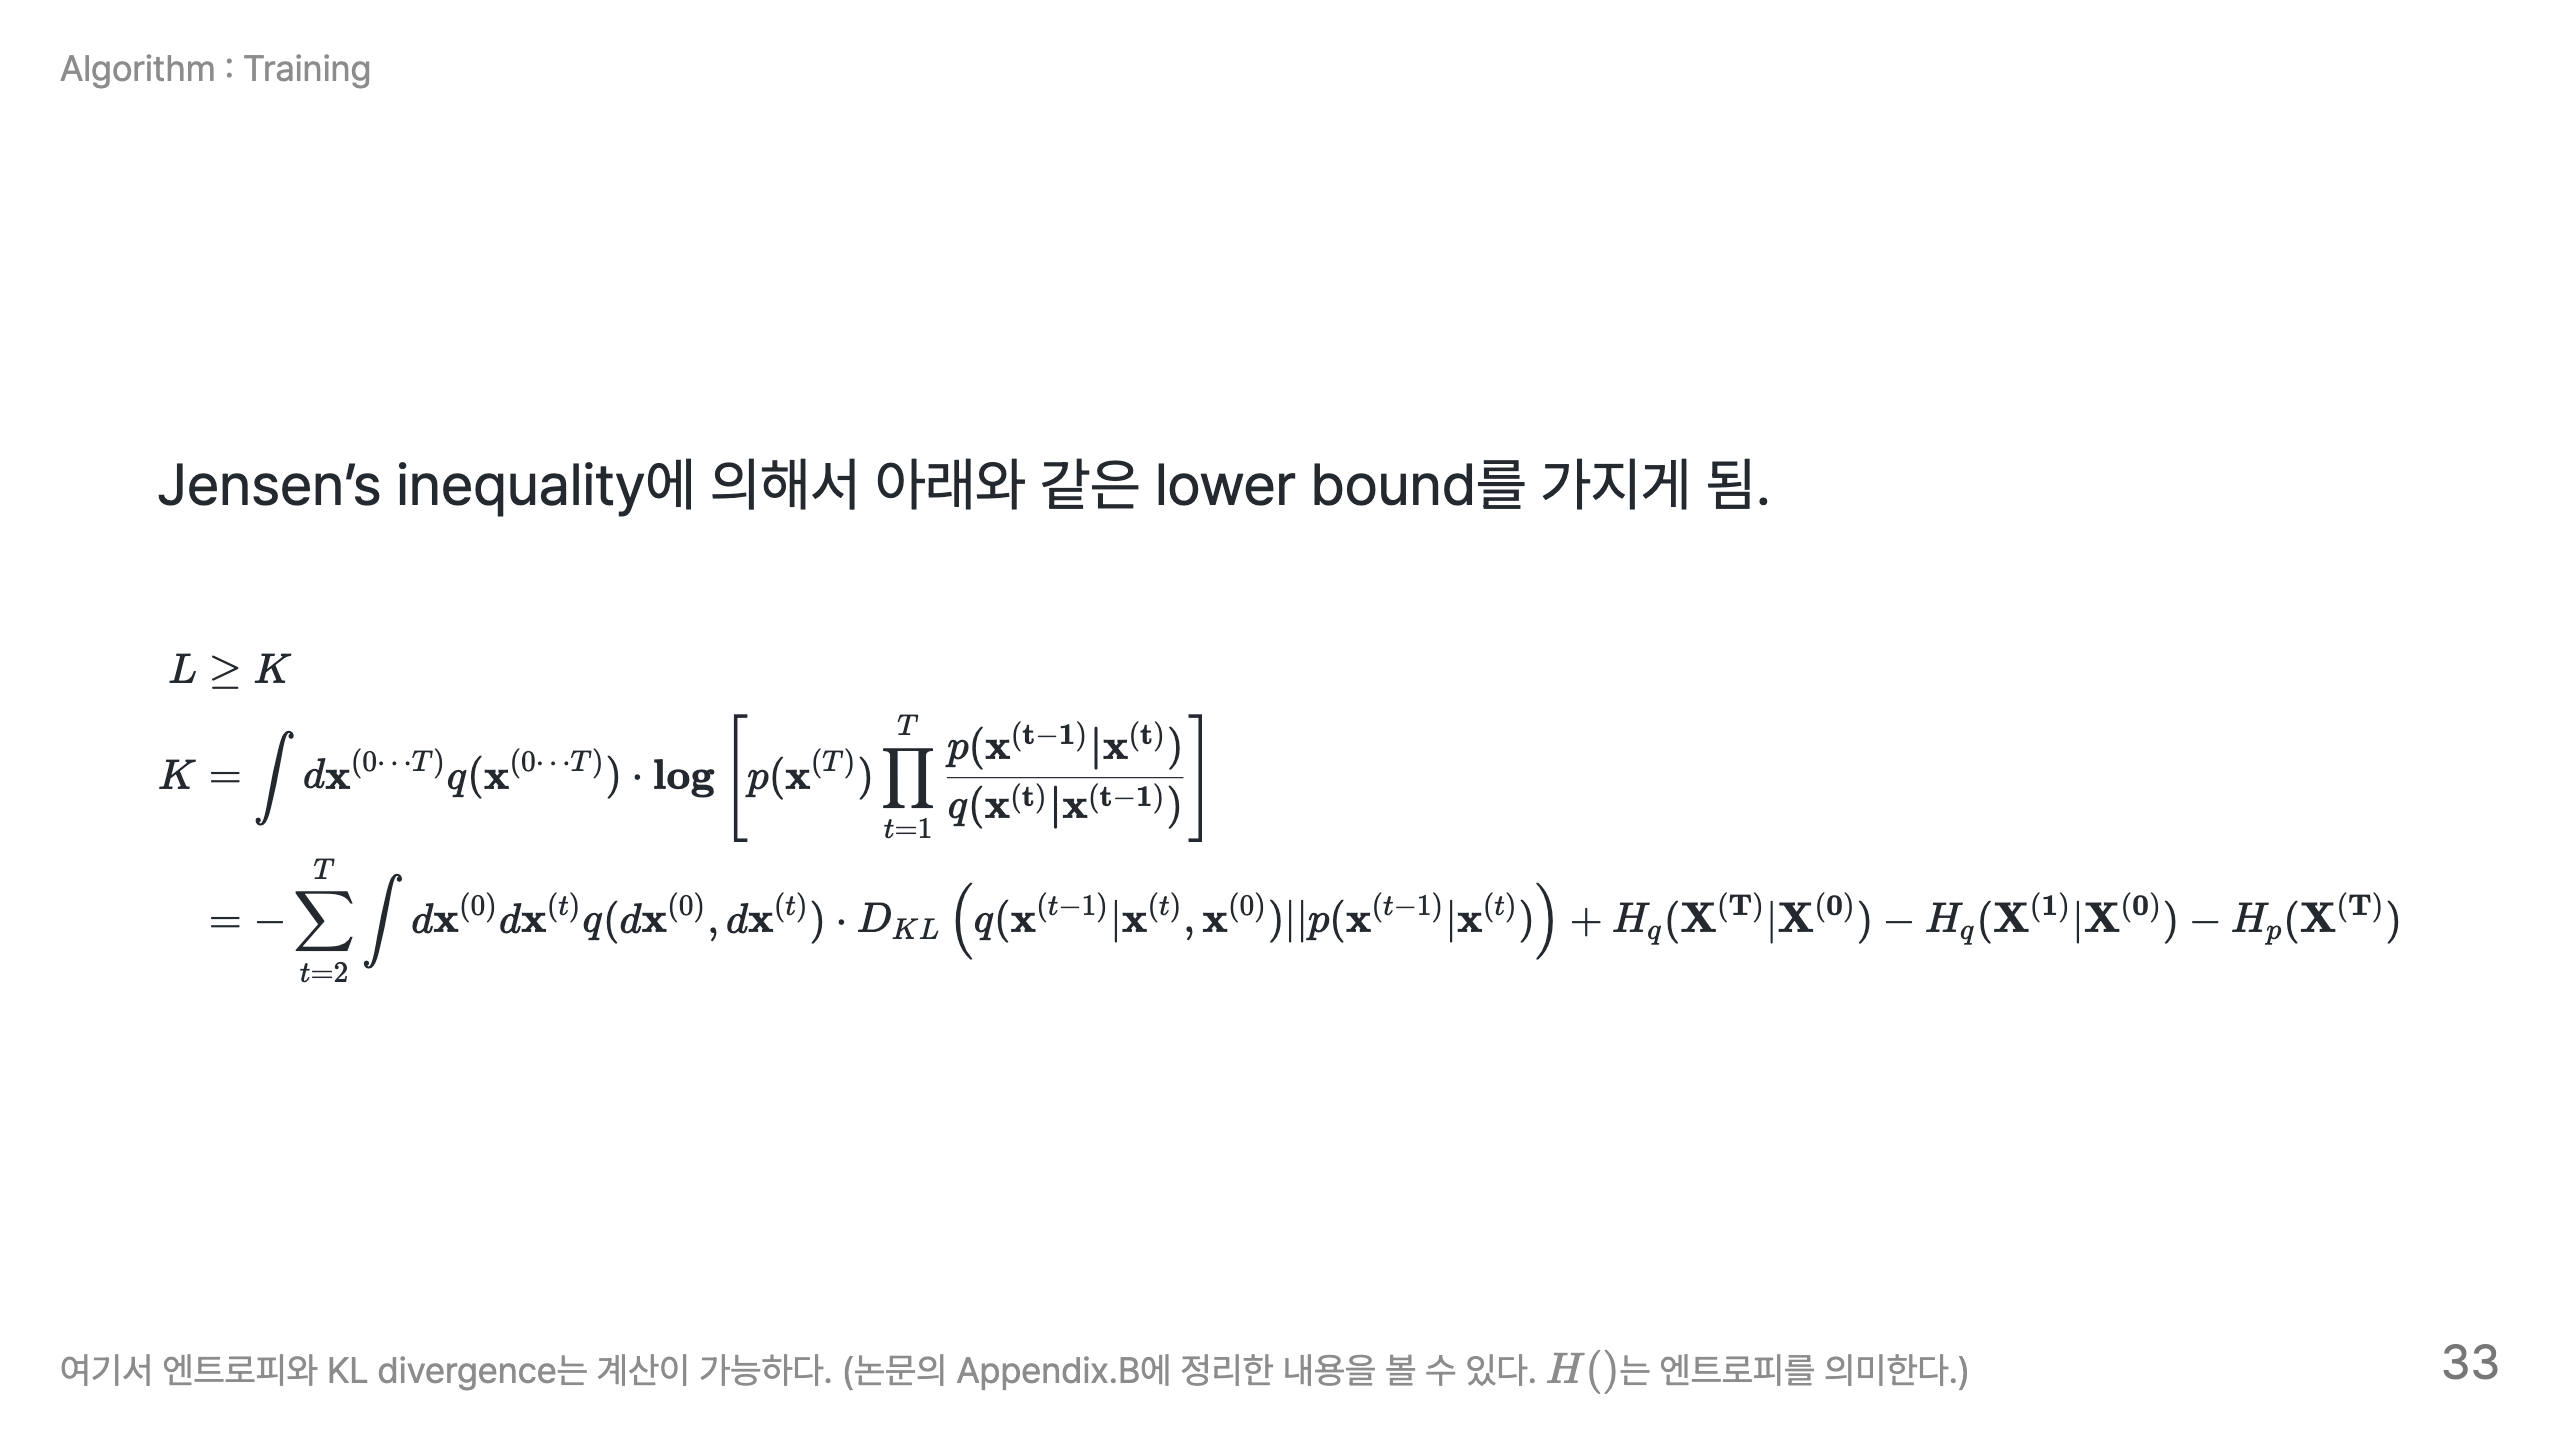 Algorithm : Training
Jensen’s inequality에 의해서 아래와 같은 lower bound를 가지게 됨.
L ≥ K
K = ∫ d𝐱^{(0···T)} q(𝐱^{(0···T)}) · 𝐥𝐨𝐠 [ p(𝐱^{(T)}) ∏_{t=1}^{T} \frac{p(𝐱^{(𝐭−𝟏)}|𝐱^{(𝐭)})}{q(𝐱^{(𝐭)}|𝐱^{(𝐭−𝟏)})} ]
= − ∑_{t=2}^{T} ∫ d𝐱^{(0)} d𝐱^{(t)} q(d𝐱^{(0)}, d𝐱^{(t)}) · D_{KL} ( q(𝐱^{(t−1)}|𝐱^{(t)}, 𝐱^{(0)})||p(𝐱^{(t−1)}|𝐱^{(t)}) ) + H_q(𝐗^{(𝐓)}|𝐗^{(𝟎)}) − H_q(𝐗^{(𝟏)}|𝐗^{(𝟎)}) − H_p(𝐗^{(𝐓)})
여기서 엔트로피와 KL divergence는 계산이 가능하다. (논문의 Appendix.B에 정리한 내용을 볼 수 있다. H()는 엔트로피를 의미한다.)
33